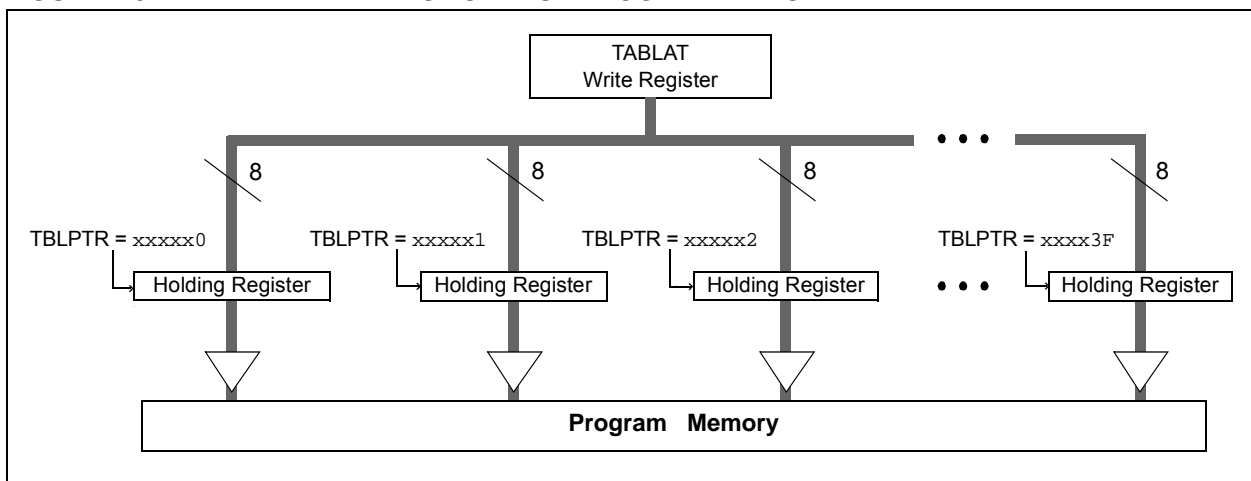 TABLAT
Write Register
8 8 8 8
TBLPTR = xxxxx0 TBLPTR = xxxxx1 TBLPTR = xxxxx2 TBLPTR = xxxx3F
Holding Register Holding Register Holding Register Holding Register
Program Memory